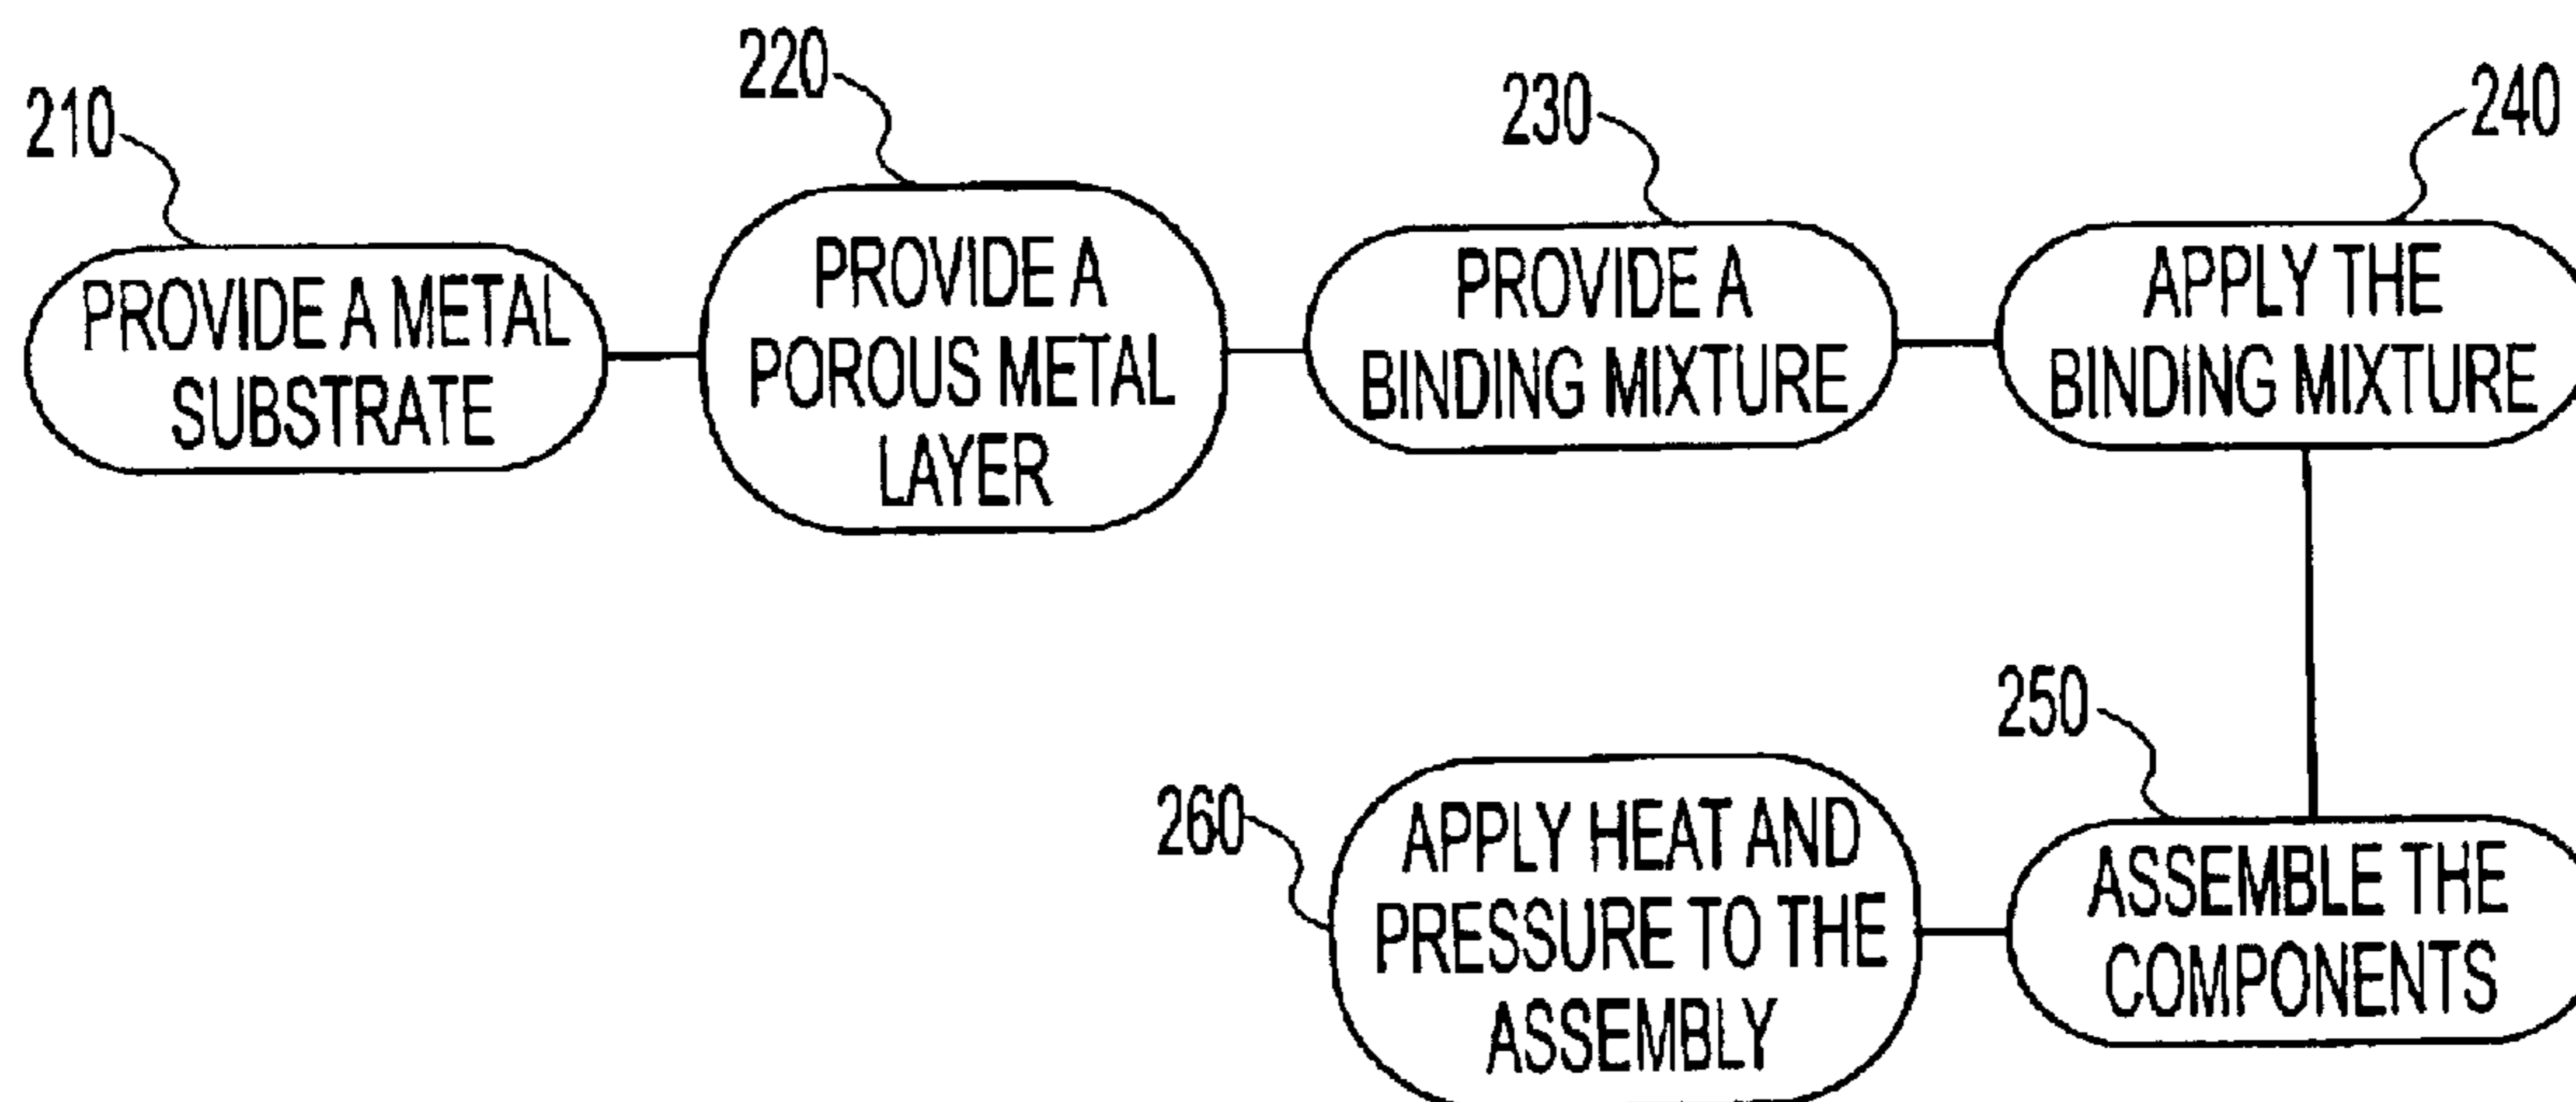 210
PROVIDE A METAL
SUBSTRATE
220
PROVIDE A
POROUS METAL
LAYER
230
PROVIDE A
BINDING MIXTURE
240
APPLY THE
BINDING MIXTURE
250
ASSEMBLE THE
COMPONENTS
260
APPLY HEAT AND
PRESSURE TO THE
ASSEMBLY